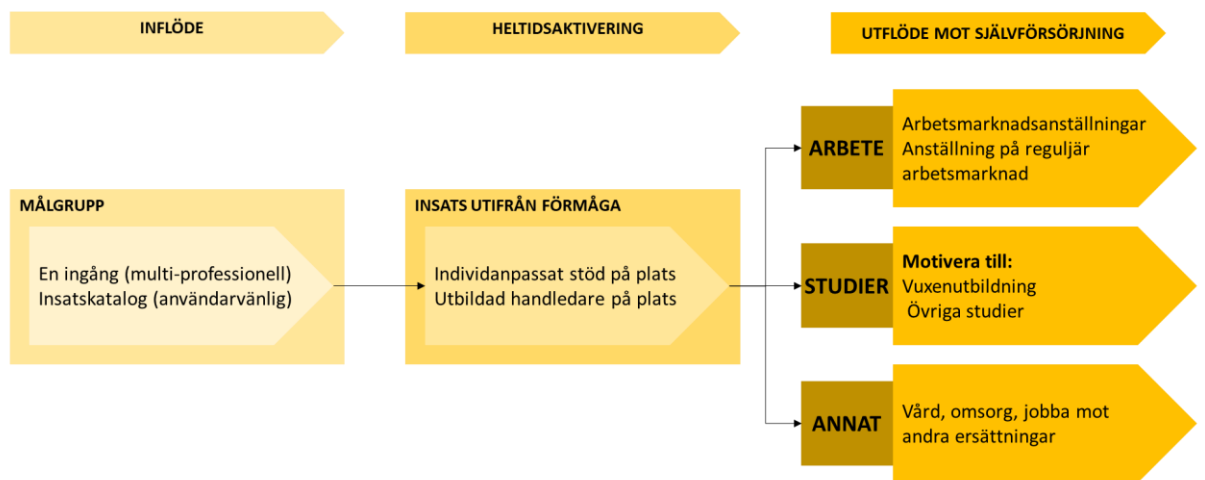 INFLÖDE
HELTIDSAKTIVERING
UTFLÖDE MOT SJÄLVFÖRSÖRJNING
MÅLGRUPP
En ingång (multi-professionell)
Insatskatalog (användarvänlig)
INSATS UTIFRÅN FÖRMÅGA
Individanpassat stöd på plats
Utbildad handledare på plats
ARBETE
Arbetsmarknadsanställningar
Anställning på reguljär
arbetsmarknad
STUDIER
Motivera till:
Vuxenutbildning
Övriga studier
ANNAT
Vård, omsorg, jobba mot
andra ersättningar